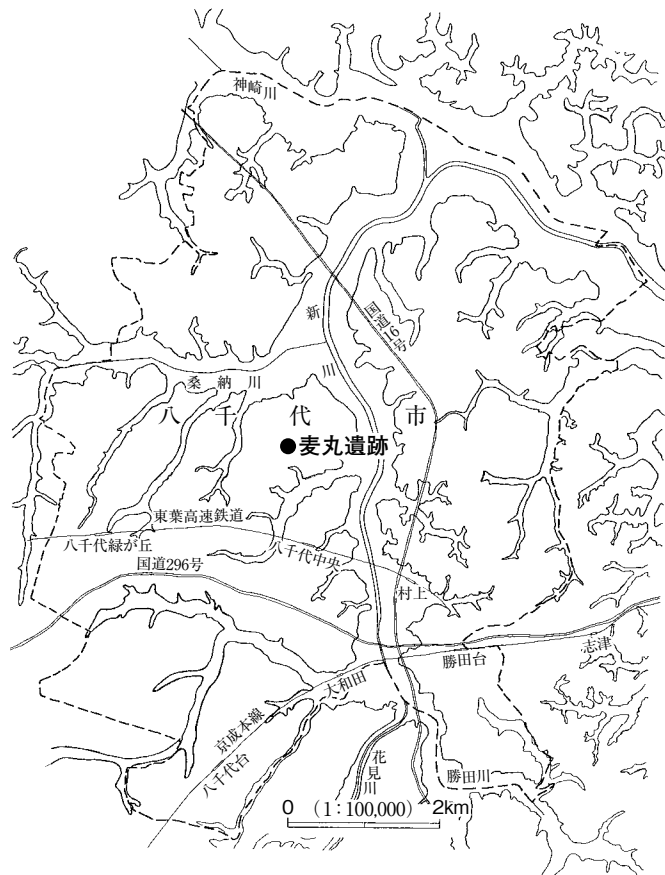 神崎川
国道16号
新川
桑納川
八千代市
●麦丸遺跡
東葉高速鉄道
八千代緑が丘
八千代中央
国道296号
村上
志津
勝田台
大和田
京成本線
八千代台
花見川
勝田川
0 (1:100,000) 2km